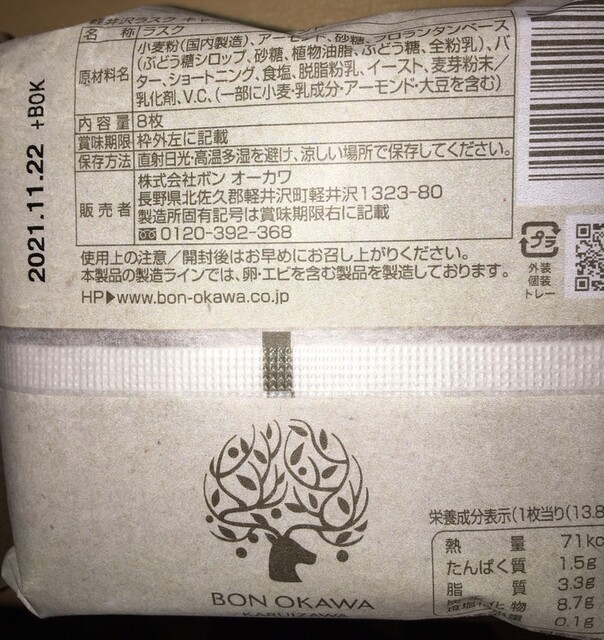 軽井沢ラスク キャ
名 称 ラスク
原材料名 小麦粉(国内製造)、アーモンド、砂糖、フロランタンベース
(ぶどう糖シロップ、砂糖、植物油脂、ぶどう糖、全粉乳)、バ
ター、ショートニング、食塩、脱脂粉乳、イースト、麦芽粉末/
乳化剤、V.C、(一部に小麦・乳成分・アーモンド・大豆を含む)
内容量 8枚
賞味期限 枠外左に記載
保存方法 直射日光・高温多湿を避け、涼しい場所で保存してください。
販売者 株式会社ボン オーカワ
長野県北佐久郡軽井沢町軽井沢1323-80
製造所固有記号は賞味期限右に記載
0120-392-368
使用上の注意/開封後はお早めにお召し上がりください。
本製品の製造ラインでは、卵・エビを含む製品を製造しております。
HP▶www.bon-okawa.co.jp
2021.11.22 +BOK
プラ
外装
個装
トレー
BON OKAWA
KARUIZAWA
栄養成分表示(1枚当り(13.8
熱 量 71kc
たんぱく質 1.5g
脂 質 3.3g
炭水化物 8.7g
0.1g